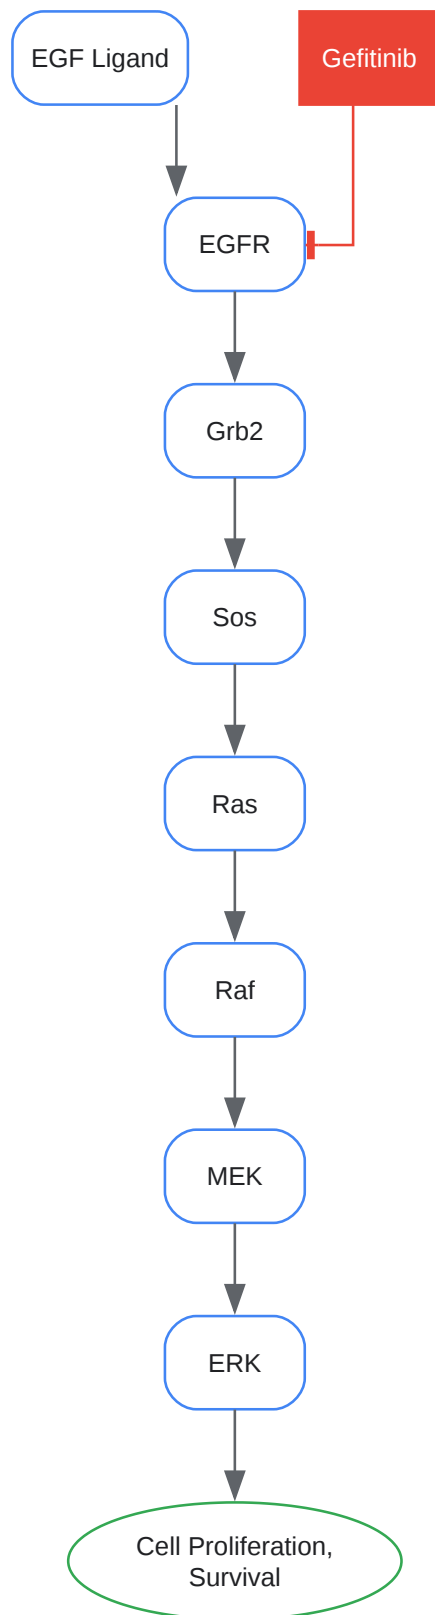 EGF Ligand
Gefitinib
EGFR
Grb2
Sos
Ras
Raf
MEK
ERK
Cell Proliferation,
Survival